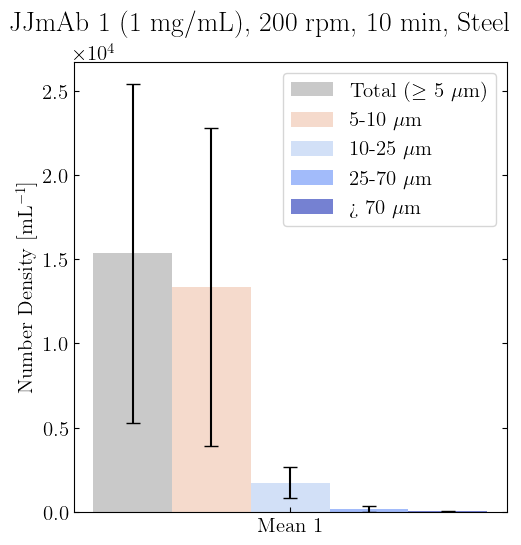 JJmAb 1 (1 mg/mL), 200 rpm, 10 min, Steel
×10⁴
Total (≥ 5 μm)
5-10 μm
10-25 μm
25-70 μm
¿ 70 μm
Number Density [mL⁻¹]
2.5
2.0
1.5
1.0
0.5
0.0
Mean 1